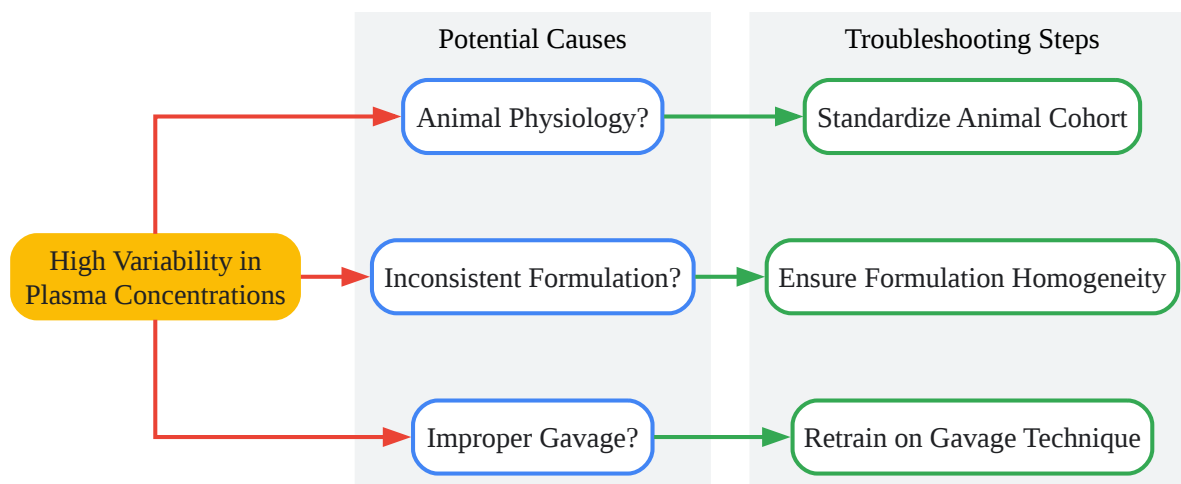 Potential Causes
Troubleshooting Steps
Animal Physiology?
Standardize Animal Cohort
High Variability in
Plasma Concentrations
Inconsistent Formulation?
Ensure Formulation Homogeneity
Improper Gavage?
Retrain on Gavage Technique